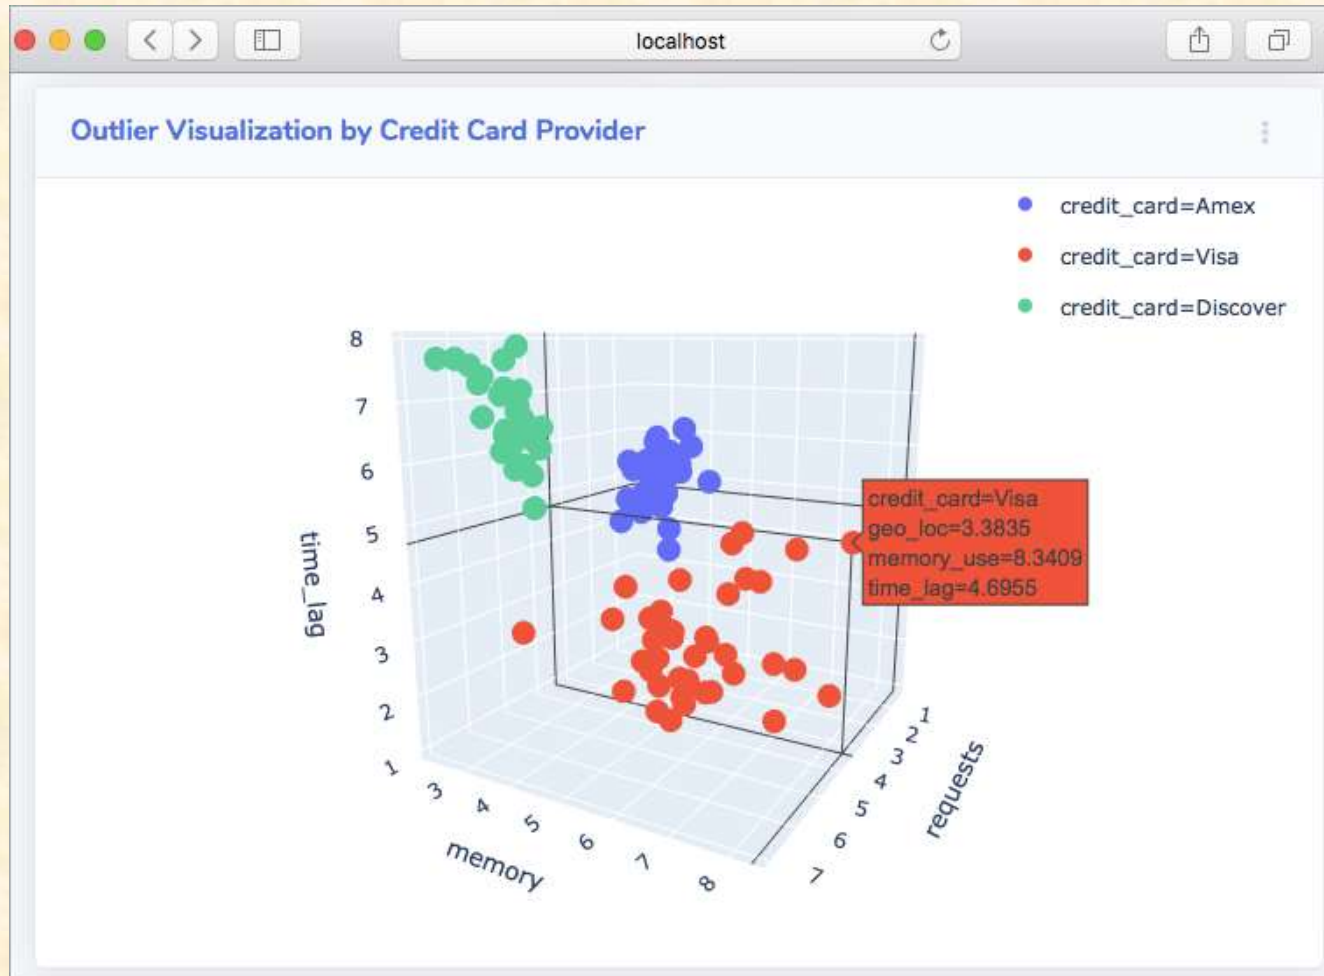 localhost
Outlier Visualization by Credit Card Provider
credit_card=Amex
credit_card=Visa
credit_card=Discover
8
7
6
5
4
3
2
1
time_lag
credit_card=Visa
geo_loc=3.3835
memory_use=8.3409
time_lag=4.6955
3
4
5
6
7
8
memory
1
2
3
4
5
6
7
requests